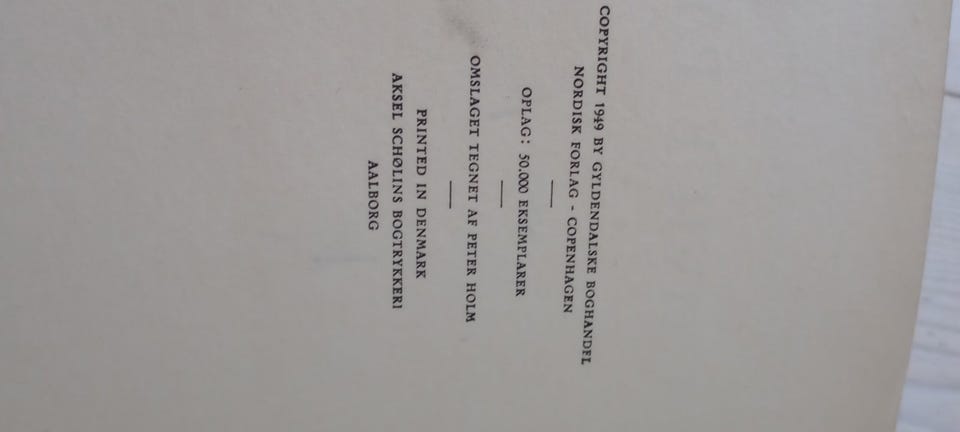 COPYRIGHT 1949 BY GYLDENDALSKE BOGHANDEL
NORDISK FORLAG - COPENHAGEN
OPLAG: 50.000 EKSEMPLARER
OMSLAGET TEGNET AF PETER HOLM
PRINTED IN DENMARK
AKSEL SCHØLINS BOGTRYKKERI
AALBORG